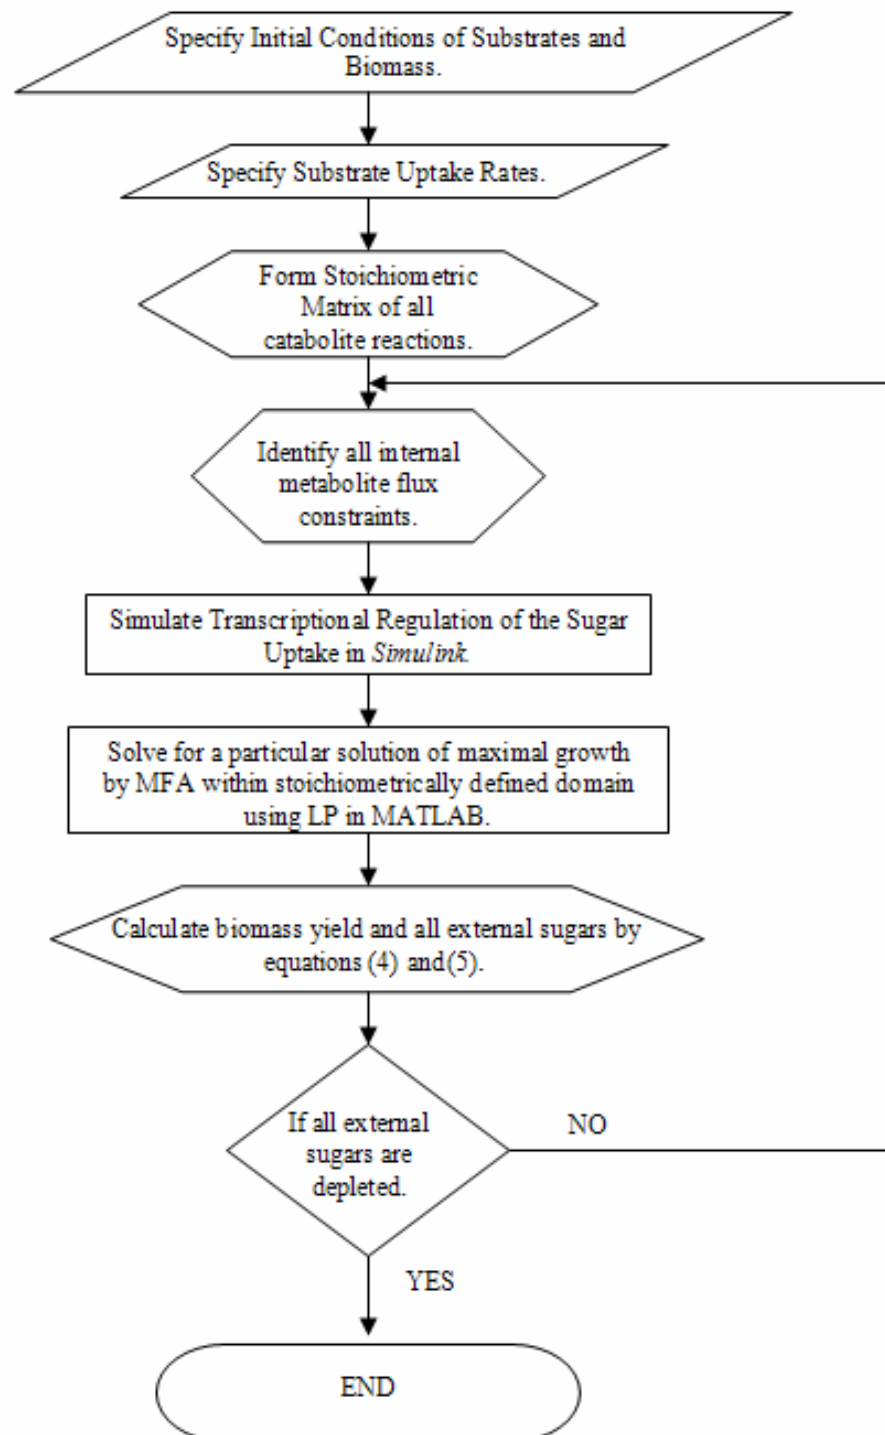 Specify Initial Conditions of Substrates and
Biomass.
Specify Substrate Uptake Rates.
Form Stoichiometric
Matrix of all
catabolite reactions.
Identify all internal
metabolite flux
constraints.
Simulate Transcriptional Regulation of the Sugar
Uptake in Simulink.
Solve for a particular solution of maximal growth
by MFA within stoichiometrically defined domain
using LP in MATLAB.
Calculate biomass yield and all external sugars by
equations (4) and(5).
If all external
sugars are
depleted.
NO
YES
END